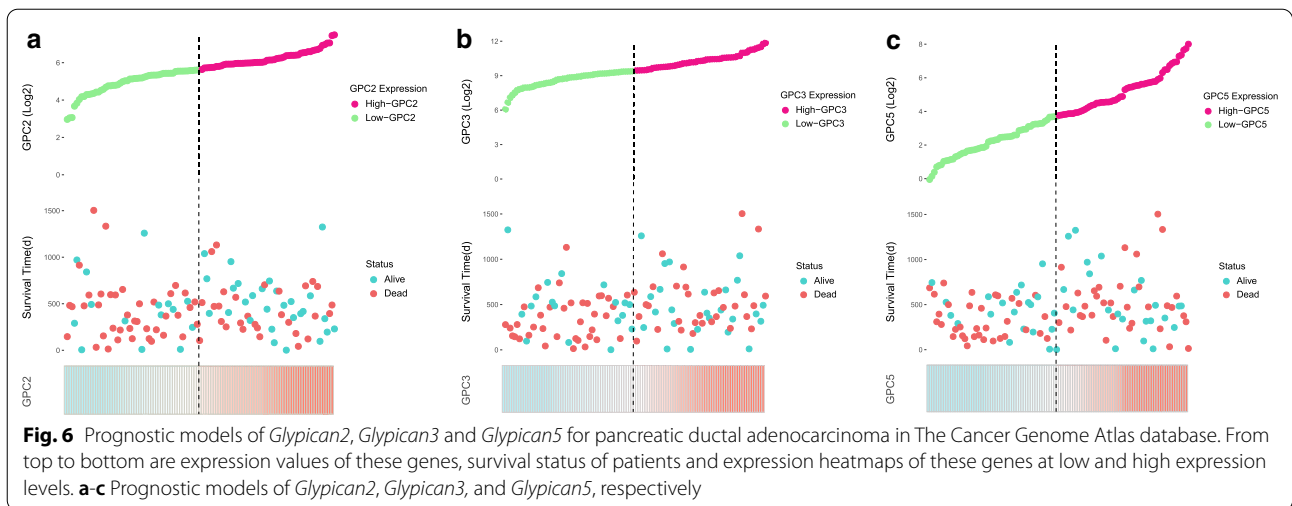 a
GPC2 (Log2)
6
4
2
0
GPC2 Expression
High-GPC2
Low-GPC2
Survival Time(d)
1500
1000
500
0
Status
Alive
Dead
GPC2
b
GPC3 (Log2)
12
9
6
3
0
GPC3 Expression
High-GPC3
Low-GPC3
Survival Time(d)
1500
1000
500
0
Status
Alive
Dead
GPC3
c
GPC5 (Log2)
8
6
4
2
0
GPC5 Expression
High-GPC5
Low-GPC5
Survival Time(d)
1500
1000
500
0
Status
Alive
Dead
GPC5
Fig. 6 Prognostic models of Glypican2, Glypican3 and Glypican5 for pancreatic ductal adenocarcinoma in The Cancer Genome Atlas database. From
top to bottom are expression values of these genes, survival status of patients and expression heatmaps of these genes at low and high expression
levels. a-c Prognostic models of Glypican2, Glypican3, and Glypican5, respectively